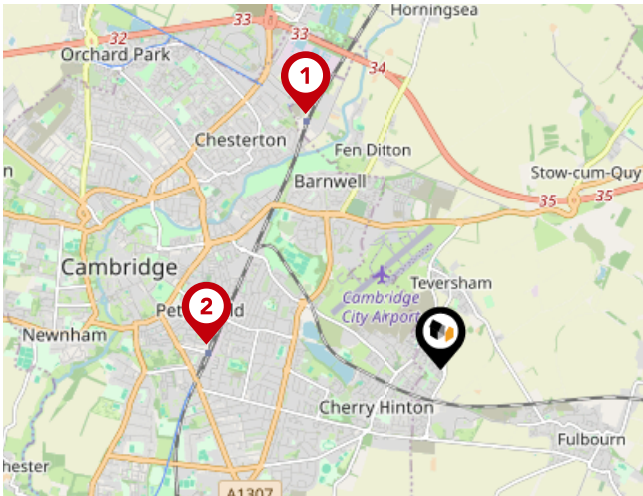 Horningsea
33
32
33
Orchard Park
34
1
Chesterton
Fen Ditton
Barnwell
Stow-cum-Quy
35
35
Cambridge
Teversham
Cambridge
City Airport
2
Newnham
Cherry Hinton
Fulbourn
A1307